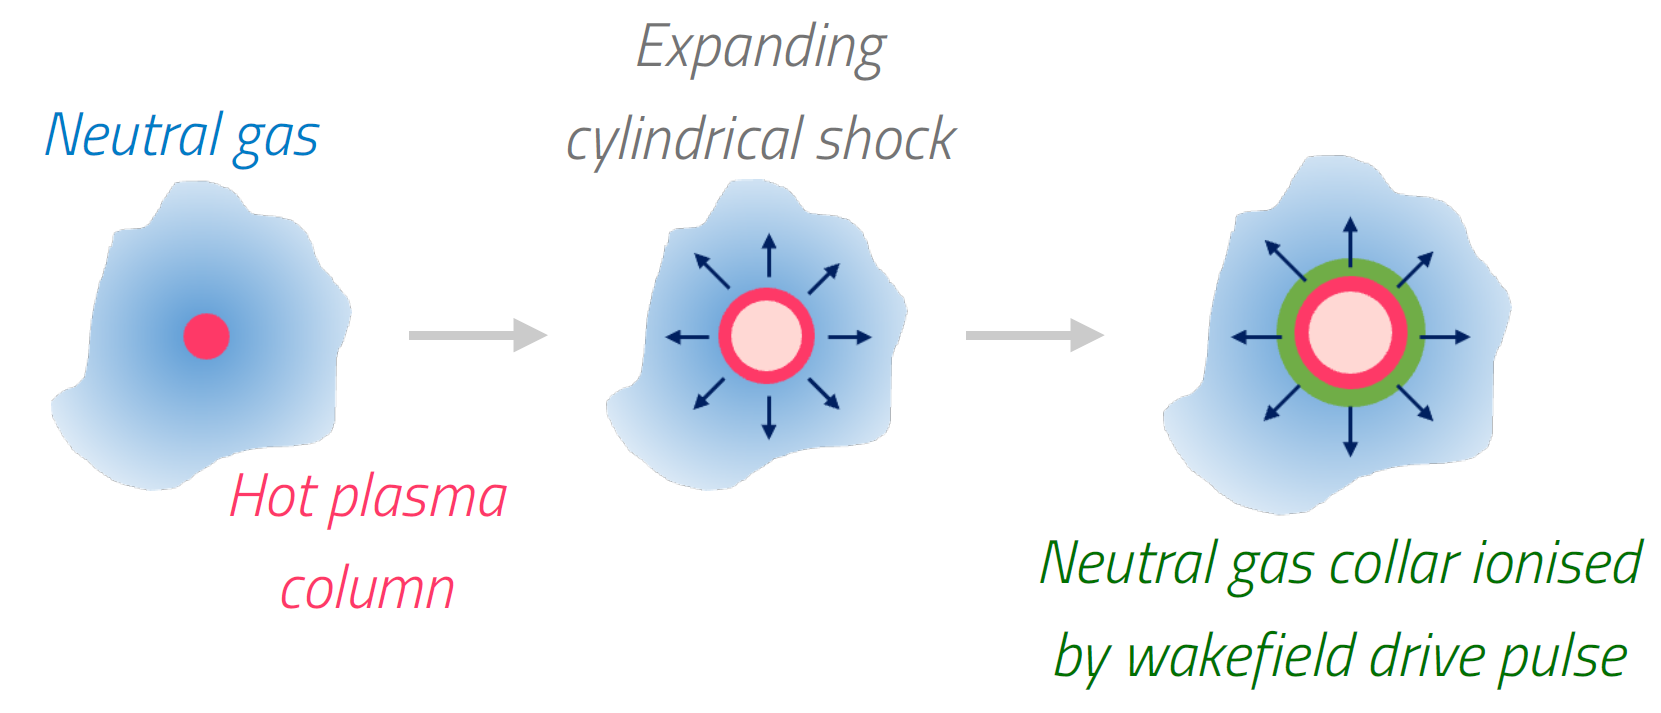 Neutral gas
Hot plasma
column
Expanding
cylindrical shock
Neutral gas collar ionised
by wakefield drive pulse